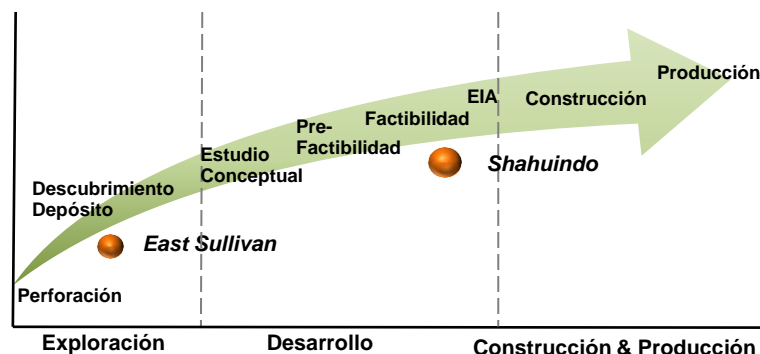 Producción
EIA
Construcción
Factibilidad
Pre-
Factibilidad
Estudio
Conceptual
Shahuindo
Descubrimiento
Depósito
East Sullivan
Perforación
Exploración
Desarrollo
Construcción & Producción